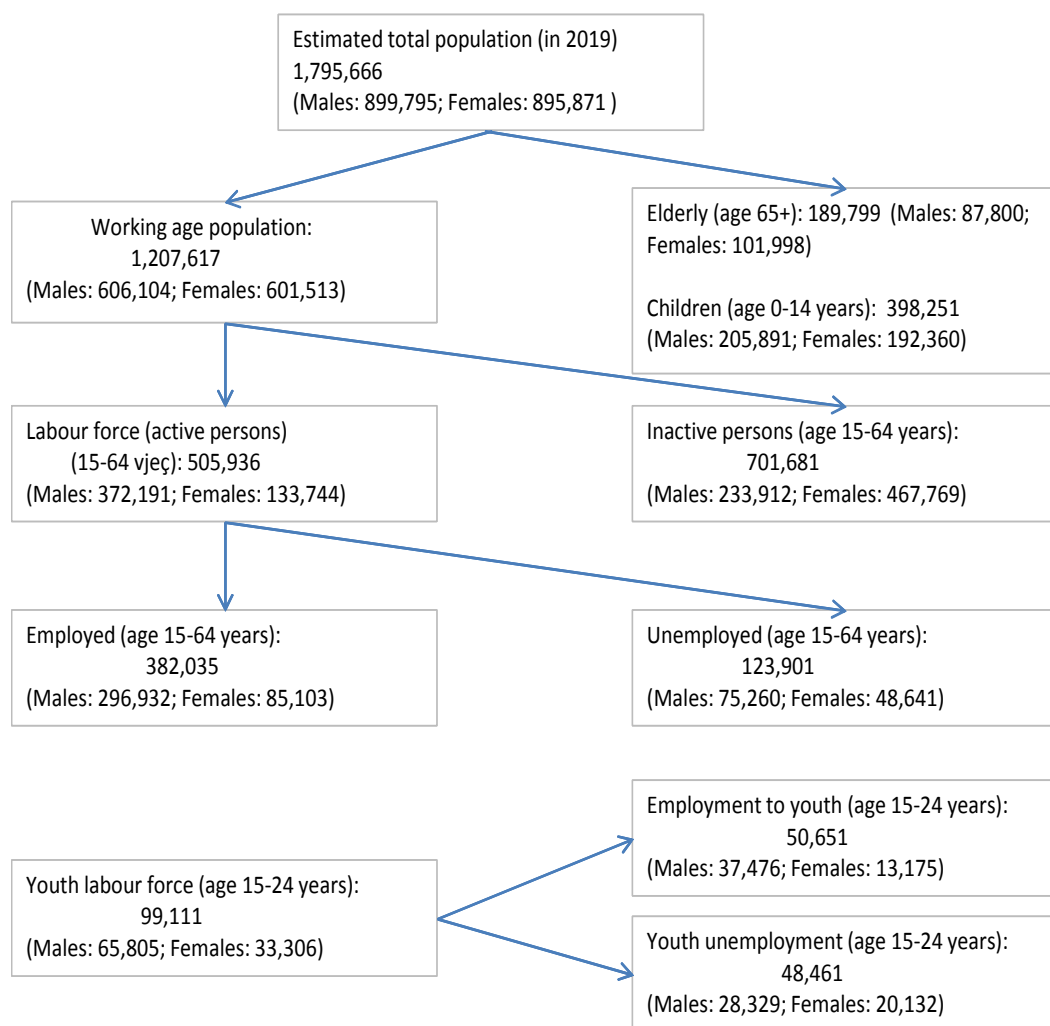 Estimated total population (in 2019)
1,795,666
(Males: 899,795; Females: 895,871 )
Working age population:
1,207,617
(Males: 606,104; Females: 601,513)
Elderly (age 65+): 189,799 (Males: 87,800;
Females: 101,998)
Children (age 0-14 years): 398,251
(Males: 205,891; Females: 192,360)
Labour force (active persons)
(15-64 vjeç): 505,936
(Males: 372,191; Females: 133,744)
Inactive persons (age 15-64 years):
701,681
(Males: 233,912; Females: 467,769)
Employed (age 15-64 years):
382,035
(Males: 296,932; Females: 85,103)
Unemployed (age 15-64 years):
123,901
(Males: 75,260; Females: 48,641)
Employment to youth (age 15-24 years):
50,651
(Males: 37,476; Females: 13,175)
Youth labour force (age 15-24 years):
99,111
(Males: 65,805; Females: 33,306)
Youth unemployment (age 15-24 years):
48,461
(Males: 28,329; Females: 20,132)